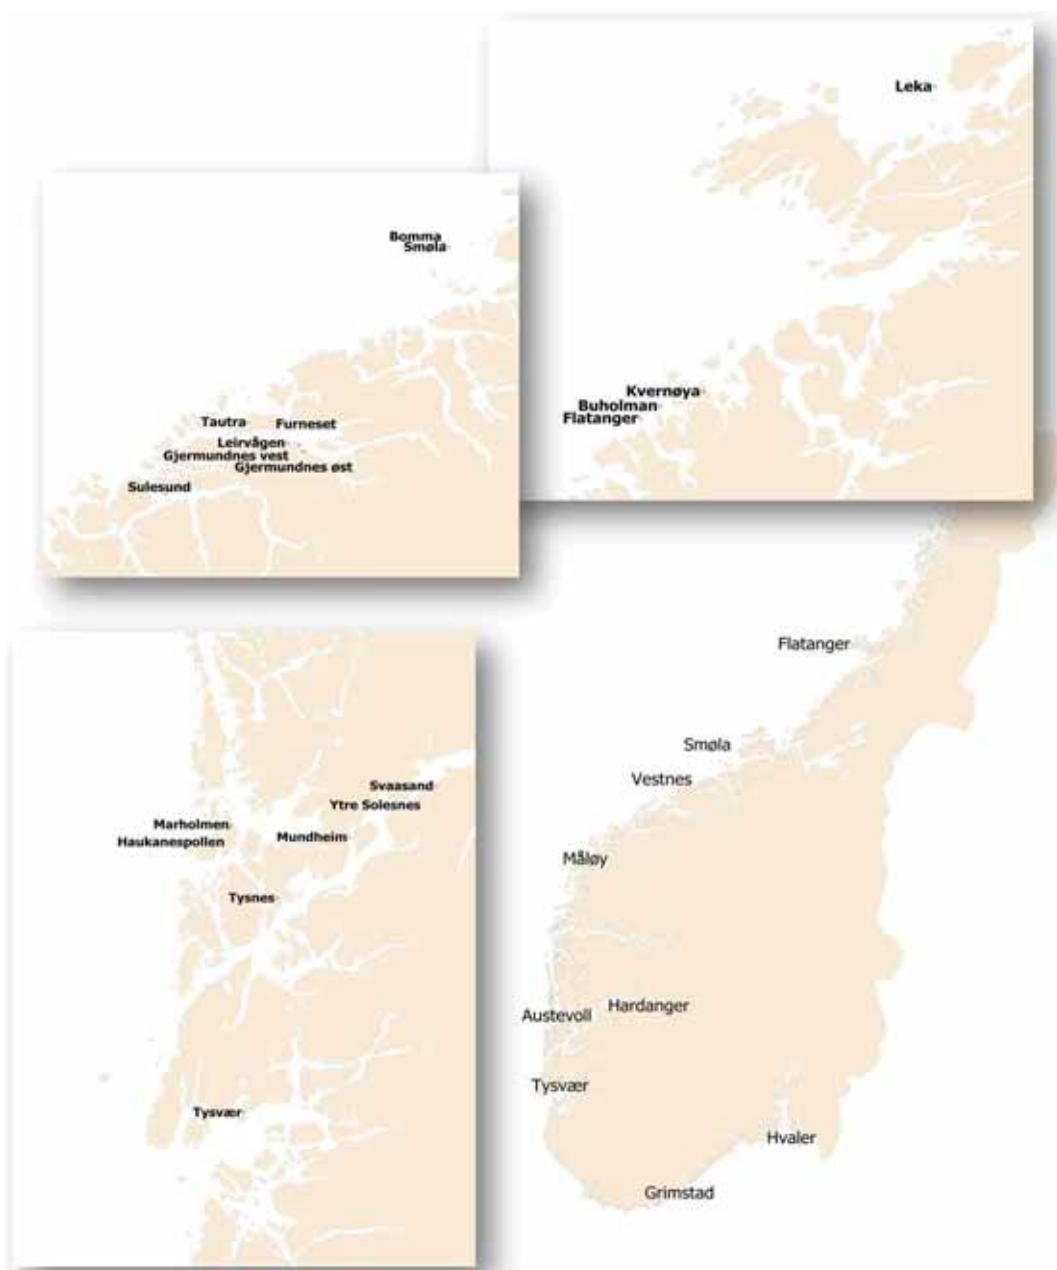 Leka
Kvernøya
Buholman
Flatanger
Bomma
Smøla
Tautra
Furneset
Leirvågen
Gjermundnes vest
Gjermundnes øst
Sulesund
Flatanger
Smøla
Vestnes
Måløy
Austevoll
Hardanger
Tysvær
Hvaler
Grimstad
Svaasand
Ytre Solesnes
Marholmen
Mundheim
Haukanespollen
Tysnes
Tysvær